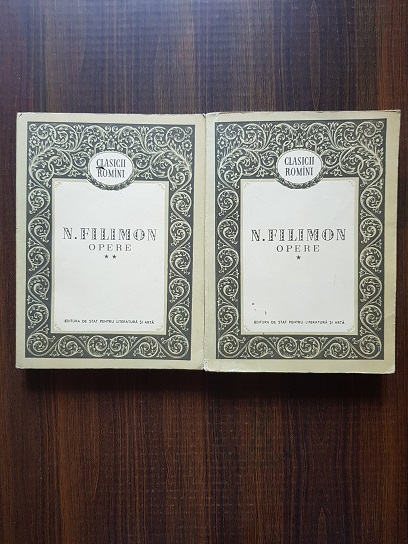 CLASICII
ROMÎNI
N. FILIMON
OPERE
**
EDITURA DE STAT PENTRU LITERATURĂ ȘI ARTĂ
CLASICII
ROMÎNI
N. FILIMON
OPERE
*
EDITURA DE STAT PENTRU LITERATURĂ ȘI ARTĂ